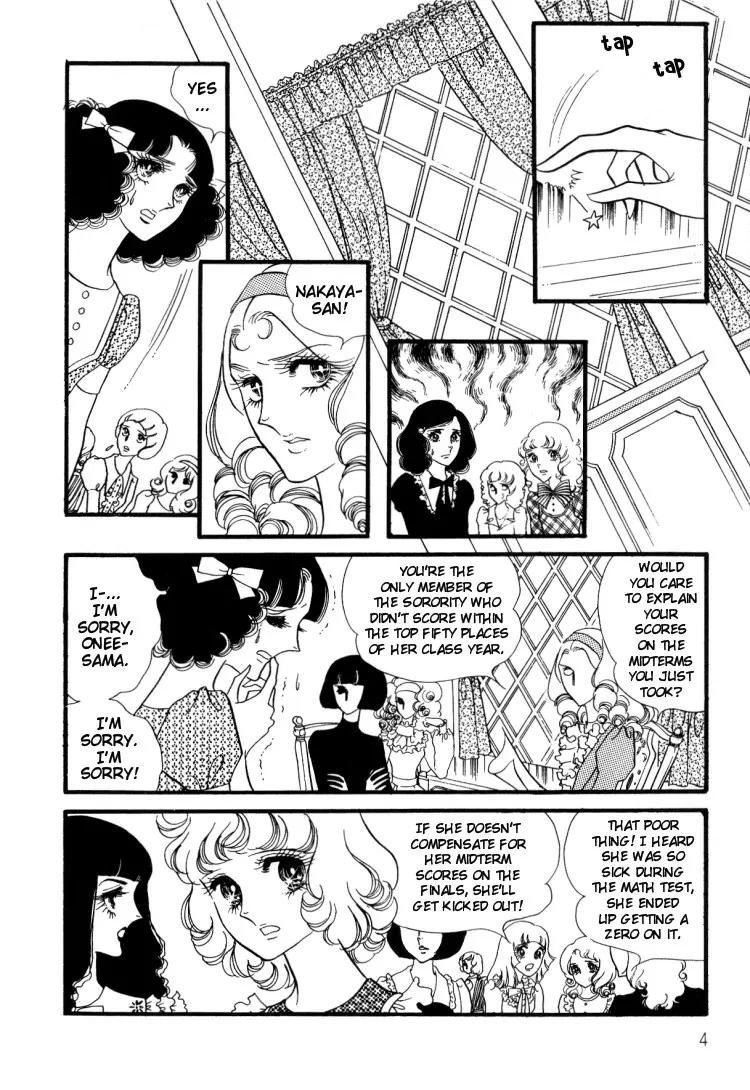 tap
tap
NAKAYA-
SAN!
YES
...
WOULD
YOU CARE
TO EXPLAIN
YOUR
SCORES
ON THE
MIDTERMS
YOU JUST
TOOK?
YOU'RE THE
ONLY MEMBER OF
THE SORORITY WHO
DIDN'T SCORE WITHIN
THE TOP FIFTY PLACES
OF HER CLASS YEAR.
I-...
I'M
SORRY,
ONEE-
SAMA.
I'M
SORRY.
I'M
SORRY!
THAT POOR
THING! I HEARD
SHE WAS SO
SICK DURING
THE MATH TEST,
SHE ENDED
UP GETTING A
ZERO ON IT.
IF SHE DOESN'T
COMPENSATE FOR
HER MIDTERM
SCORES ON THE
FINALS, SHE'LL
GET KICKED OUT!
4